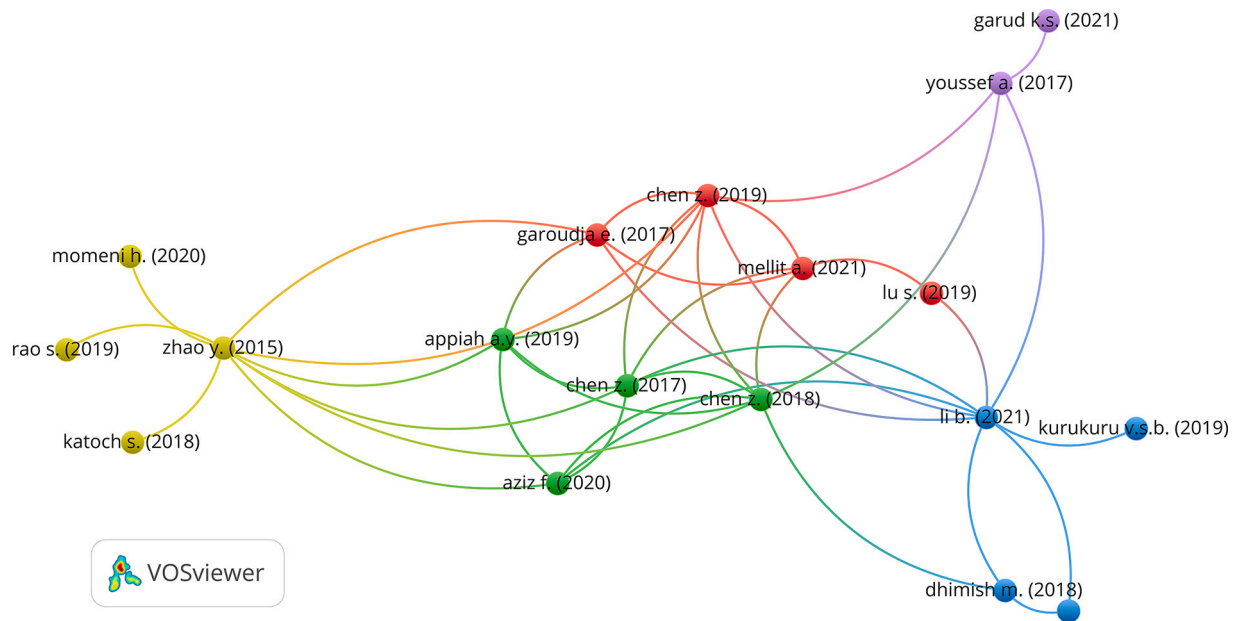 garud k.s. (2021)
youssef a. (2017)
chen z. (2019)
garoudja e. (2017)
momeni h. (2020)
mellit a. (2021)
lu s. (2019)
rao s. (2019)
zhao y. (2015)
appiah a.y. (2019)
chen z. (2017)
chen z. (2018)
li b. (2021)
kurukuru v.s.b. (2019)
katoch s. (2018)
aziz f. (2020)
VOSviewer
dhimish m. (2018)